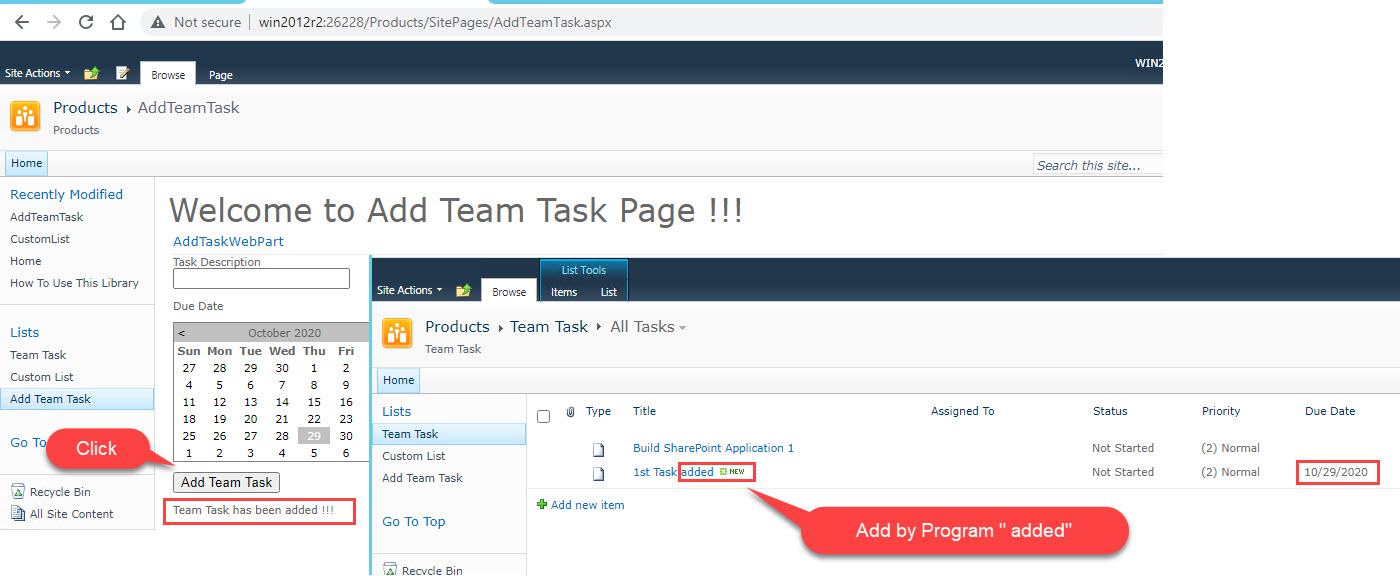 Not secure | win2012r2:26228/Products/SitePages/AddTeamTask.aspx
Site Actions Browse Page
WIN2
Products AddTeamTask
Products
Home
Search this site...
Recently Modified
AddTeamTask
CustomList
Home
How To Use This Library
Lists
Team Task
Custom List
Add Team Task
Go To
Recycle Bin
All Site Content
Welcome to Add Team Task Page !!!
AddTaskWebPart
Task Description
Due Date
< October 2020
Sun Mon Tue Wed Thu Fri
27 28 29 30 1 2
4 5 6 7 8 9
11 12 13 14 15 16
18 19 20 21 22 23
25 26 27 28 29 30
1 2 3 4 5 6
Click
Add Team Task
Team Task has been added !!!
List Tools
Site Actions Browse Items List
Products Team Task All Tasks
Team Task
Home
Lists
Team Task
Custom List
Add Team Task
Go To Top
Recycle Bin
Type Title Assigned To Status Priority Due Date
Build SharePoint Application 1 Not Started (2) Normal
1st Task added NEW Not Started (2) Normal 10/29/2020
Add new item
Add by Program " added"